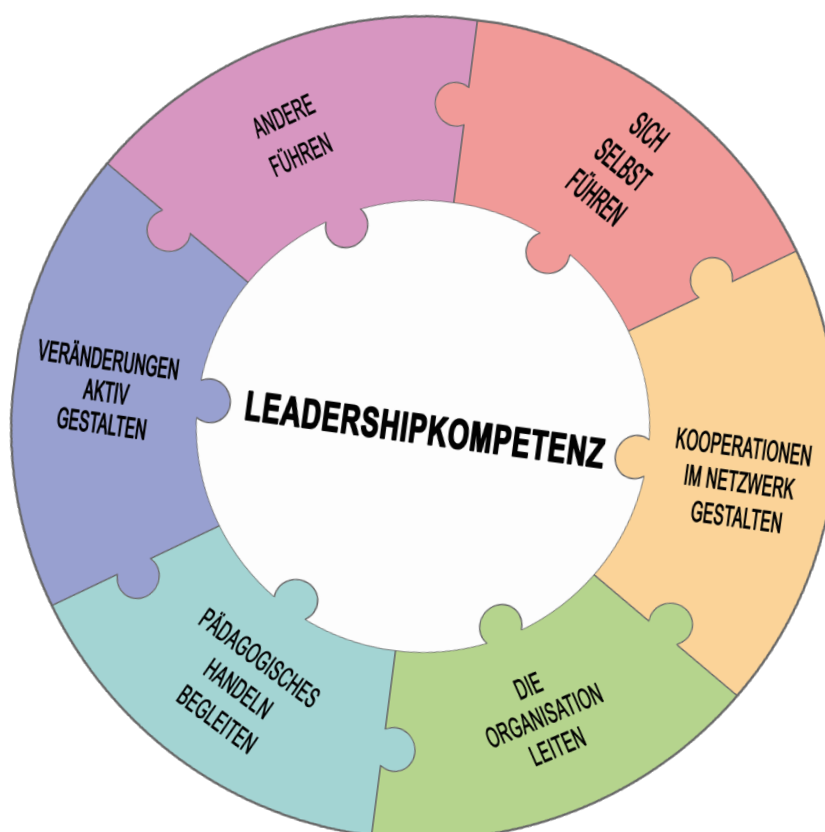 ANDERE
FÜHREN
SICH
SELBST
FÜHREN
VERÄNDERUNGEN
AKTIV
GESTALTEN
LEADERSHIPKOMPETENZ
KOOPERATIONEN
IM NETZWERK
GESTALTEN
PÄDAGOGISCHES
HANDELN
BEGLEITEN
DIE
ORGANISATION
LEITEN